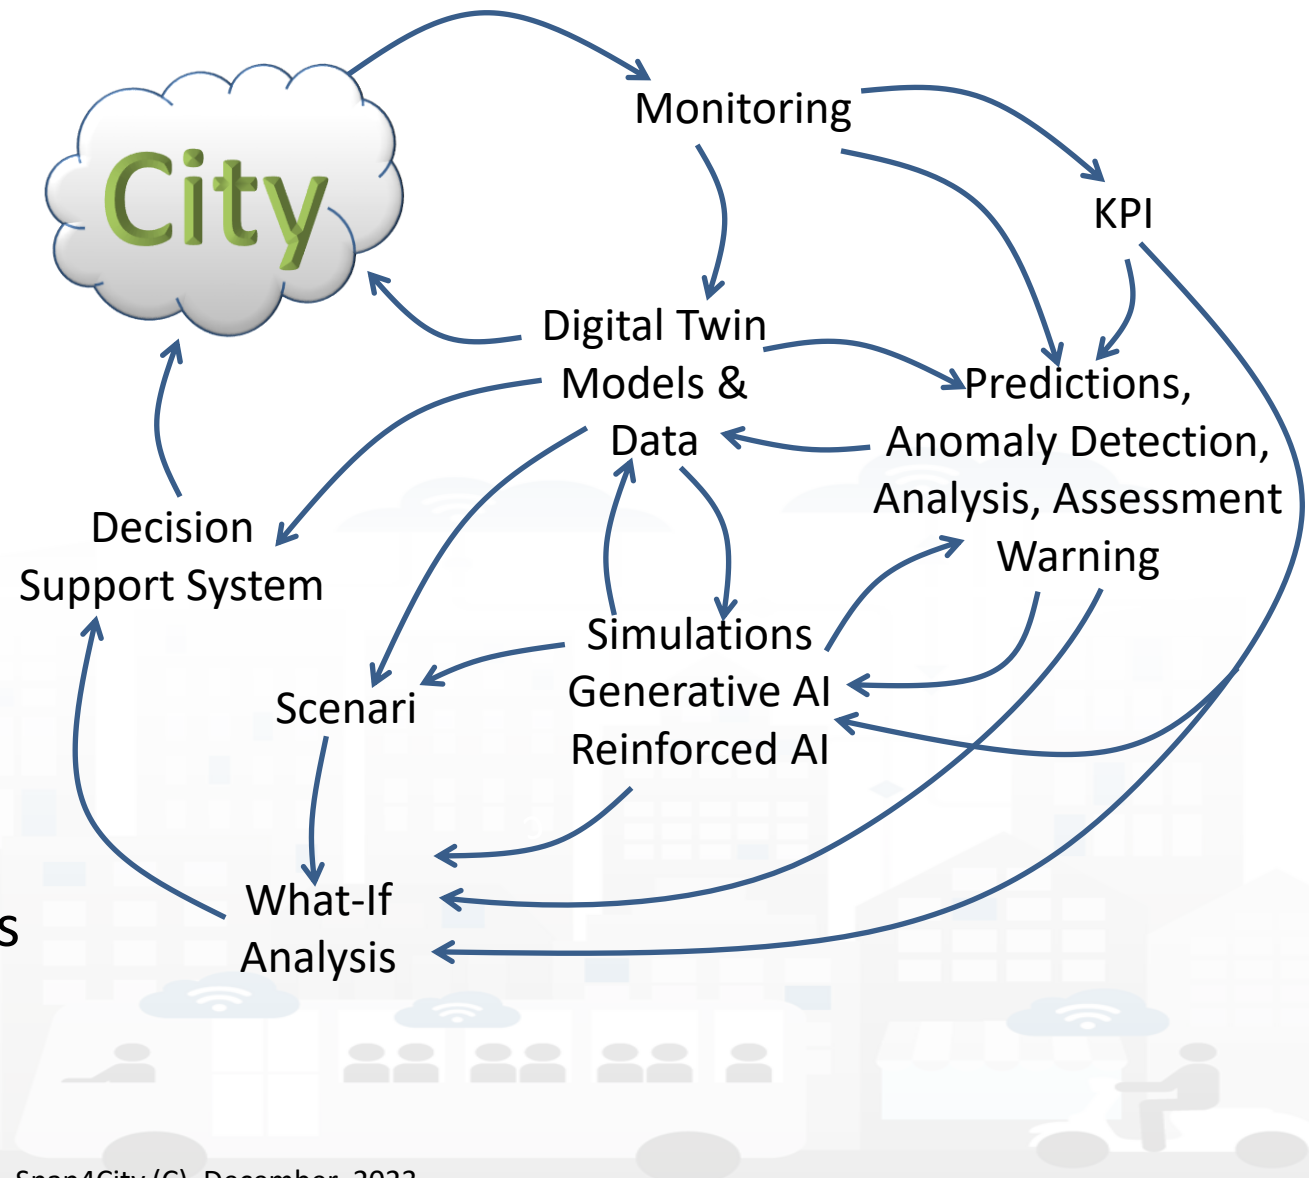 City
Monitoring
KPI
Digital Twin
Models &
Data
Predictions,
Anomaly Detection,
Analysis, Assessment
Warning
Decision
Support System
Simulations
Generative AI
Reinforced AI
Scenari
What-If
Analysis
s